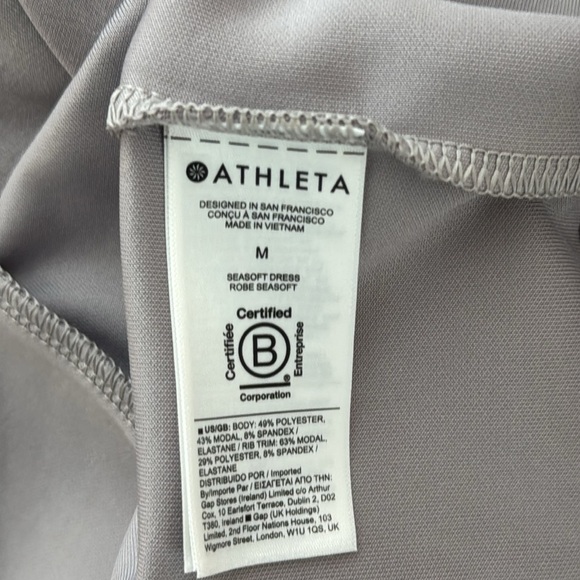 ATHLETA
DESIGNED IN SAN FRANCISCO
CONÇU À SAN FRANCISCO
MADE IN VIETNAM
M
SEASOFT DRESS
ROBE SEASOFT
Certified
Certifiée
B
Entreprise
®
Corporation
■ US/GB: BODY: 49% POLYESTER,
43% MODAL, 8% SPANDEX /
ELASTANE / RIB TRIM: 63% MODAL,
29% POLYESTER, 8% SPANDEX /
ELASTANE
DISTRIBUIDO POR / Imported
By/Importe Par / ΕΙΣΑΓΕΤΑΙ ΑΠΟ ΤΗΝ:
Gap Stores (Ireland) Limited c/o Arthur
Cox, 10 Earlsfort Terrace, Dublin 2, D02
T380, Ireland ■ Gap (UK Holdings)
Limited, 2nd Floor Nations House, 103
Wigmore Street, London, W1U 1QS, UK